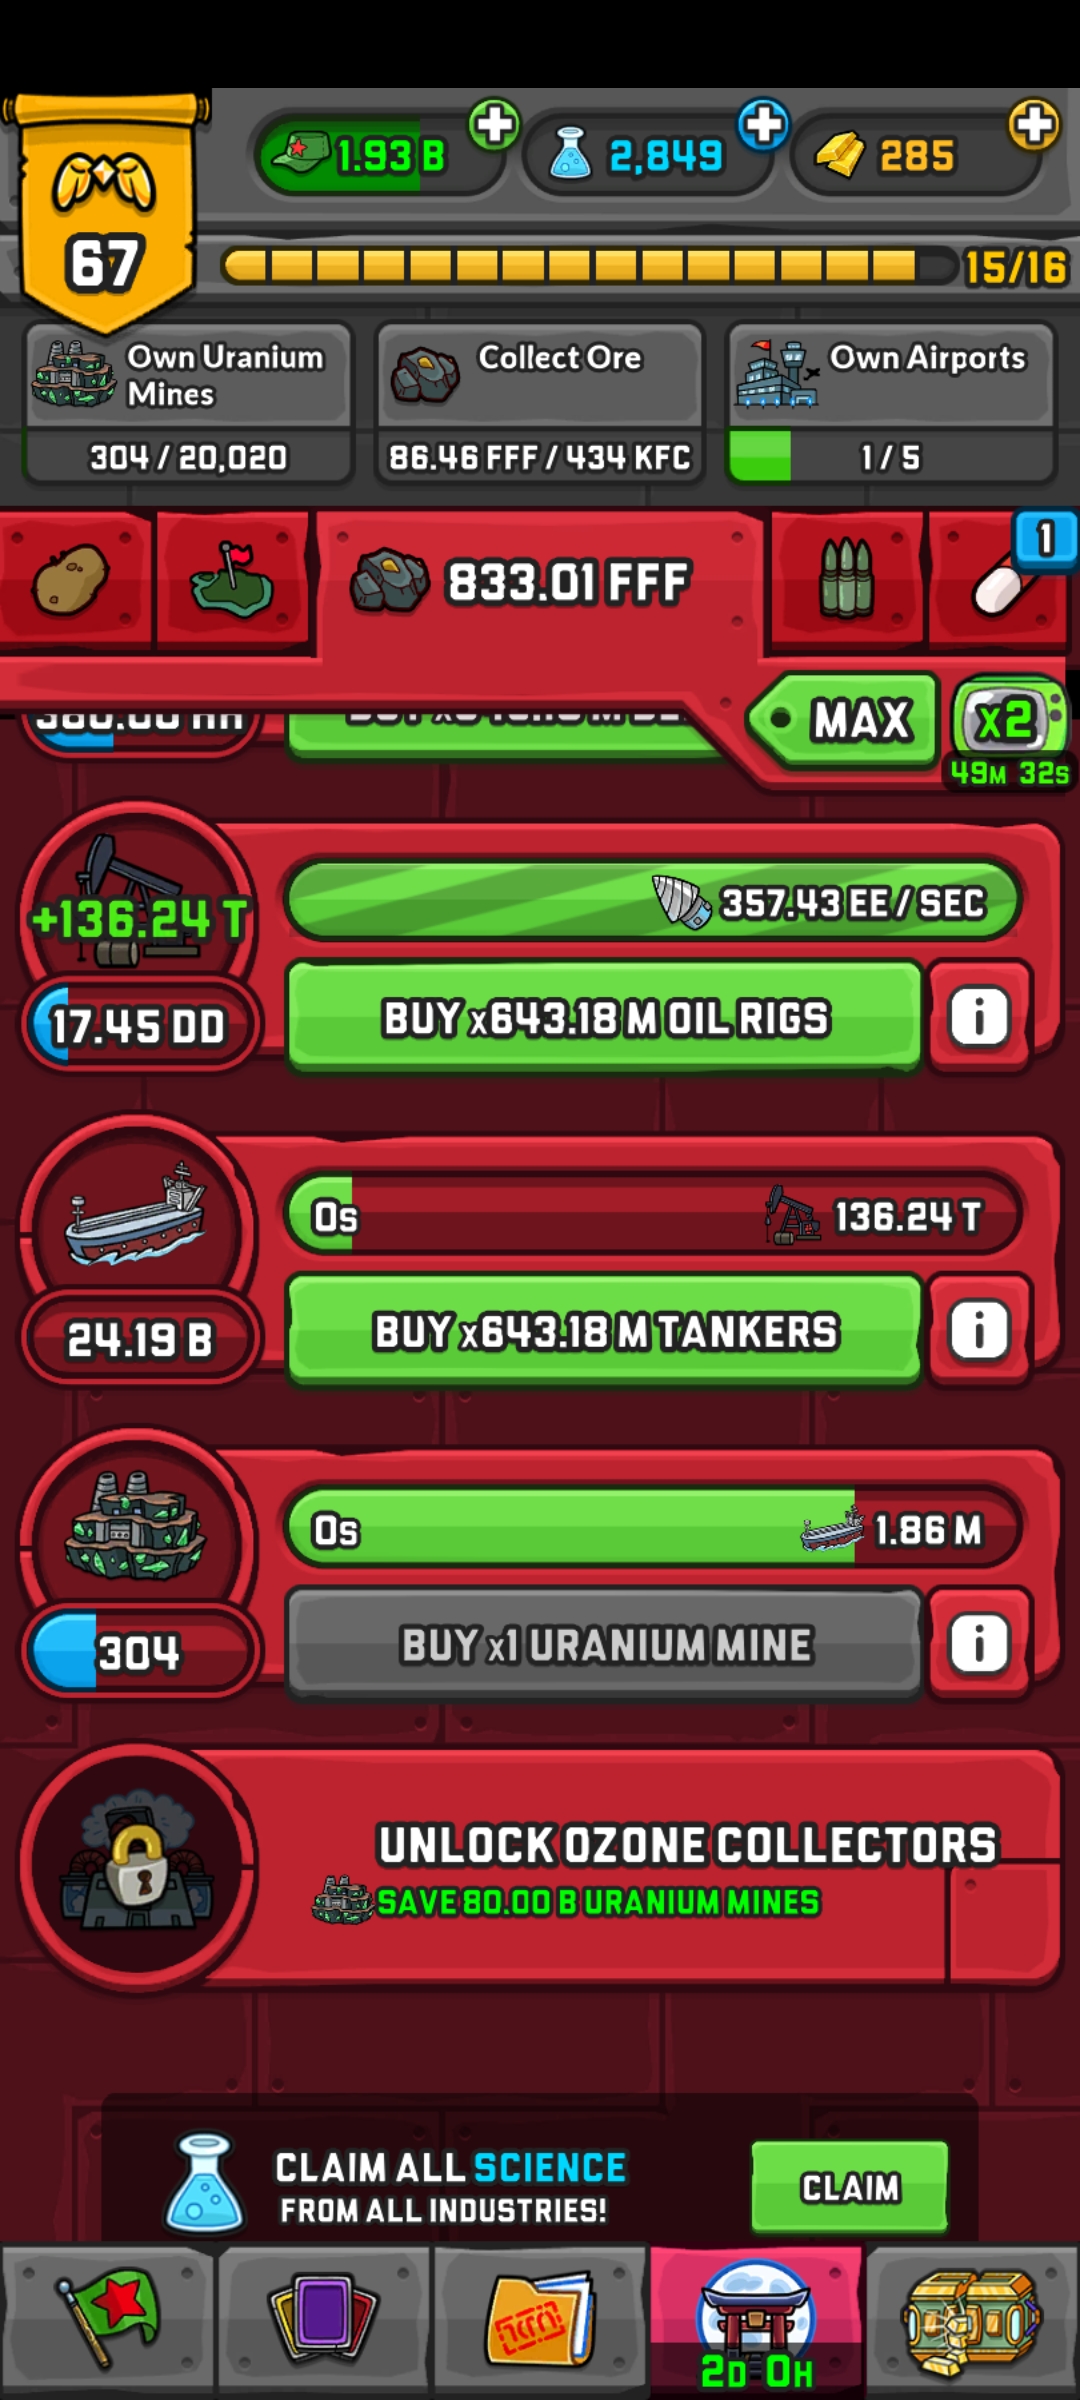 1.93 B
2,849
285
67
15/16
Own Uranium
Mines
304 / 20,020
Collect Ore
86.46 FFF / 434 KFC
Own Airports
1 / 5
833.01 FFF
1
MAX
x2
49M 32S
+136.24 T
357.43 EE / SEC
17.45 DD
BUY x643.18 M OIL RIGS
i
0s
136.24 T
24.19 B
BUY x643.18 M TANKERS
i
0s
1.86 M
304
BUY x1 URANIUM MINE
i
UNLOCK OZONE COLLECTORS
SAVE 80.00 B URANIUM MINES
CLAIM ALL SCIENCE
FROM ALL INDUSTRIES!
CLAIM
2D 0H